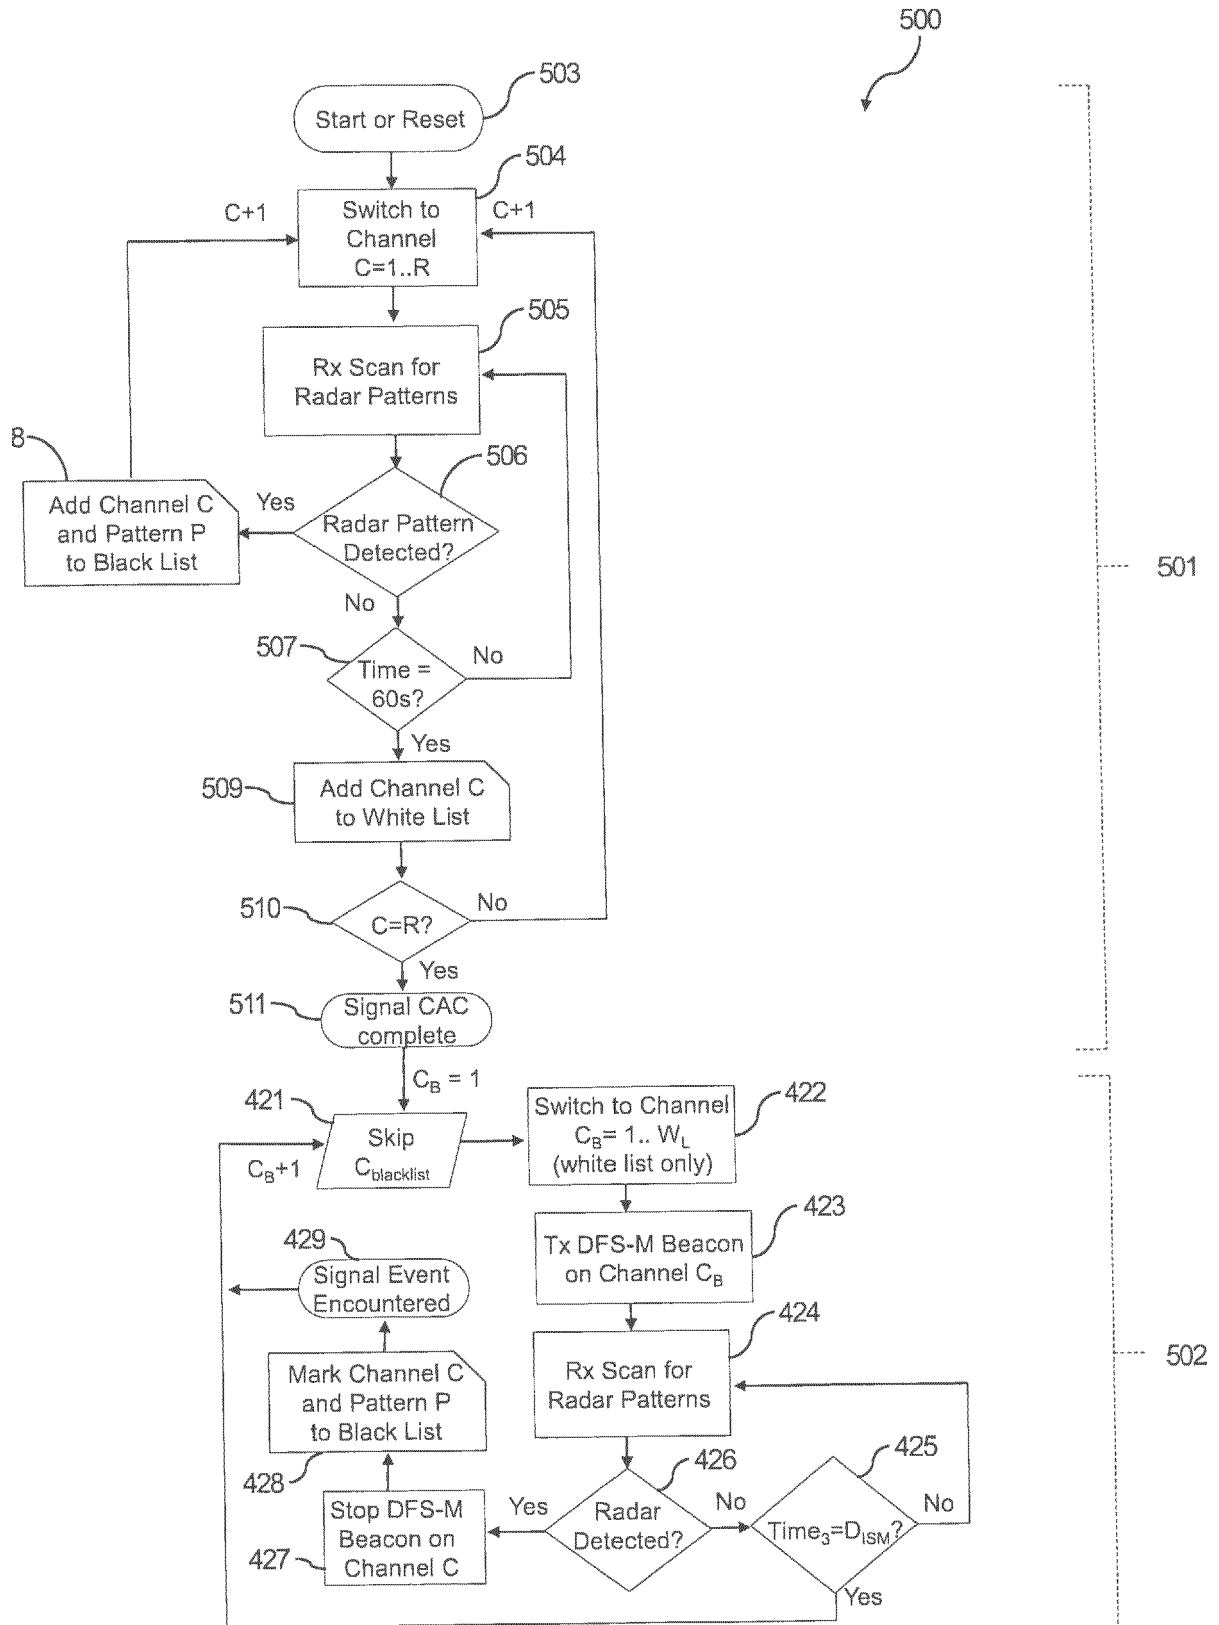 500
503
Start or Reset
504
C+1
Switch to
Channel
C=1..R
C+1
505
Rx Scan for
Radar Patterns
8
506
Add Channel C
and Pattern P
to Black List
Yes
Radar Pattern
Detected?
501
No
507
Time =
60s?
No
Yes
509
Add Channel C
to White List
510
C=R?
No
Yes
511
Signal CAC
complete
C_B = 1
421
Skip
C_blacklist
C_B+1
422
Switch to Channel
C_B= 1.. W_L
(white list only)
423
Tx DFS-M Beacon
on Channel C_B
429
Signal Event
Encountered
424
Rx Scan for
Radar Patterns
502
Mark Channel C
and Pattern P
to Black List
428
426
425
Stop DFS-M
Beacon on
Channel C
427
Yes
Radar
Detected?
No
Time_3=D_ISM?
No
Yes